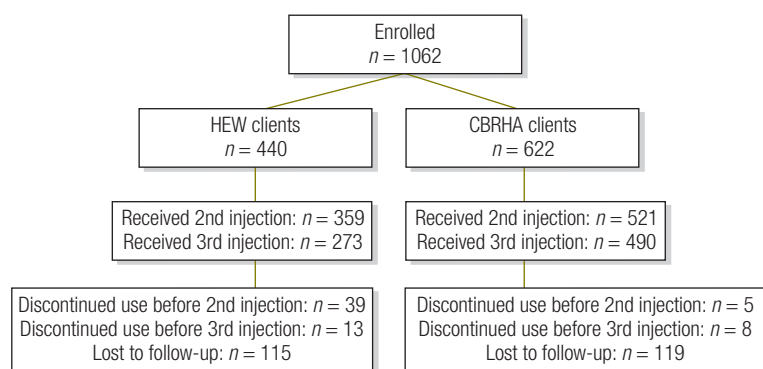 Enrolled
n = 1062
HEW clients
n = 440
CBRHA clients
n = 622
Received 2nd injection: n = 359
Received 3rd injection: n = 273
Received 2nd injection: n = 521
Received 3rd injection: n = 490
Discontinued use before 2nd injection: n = 39
Discontinued use before 3rd injection: n = 13
Lost to follow-up: n = 115
Discontinued use before 2nd injection: n = 5
Discontinued use before 3rd injection: n = 8
Lost to follow-up: n = 119